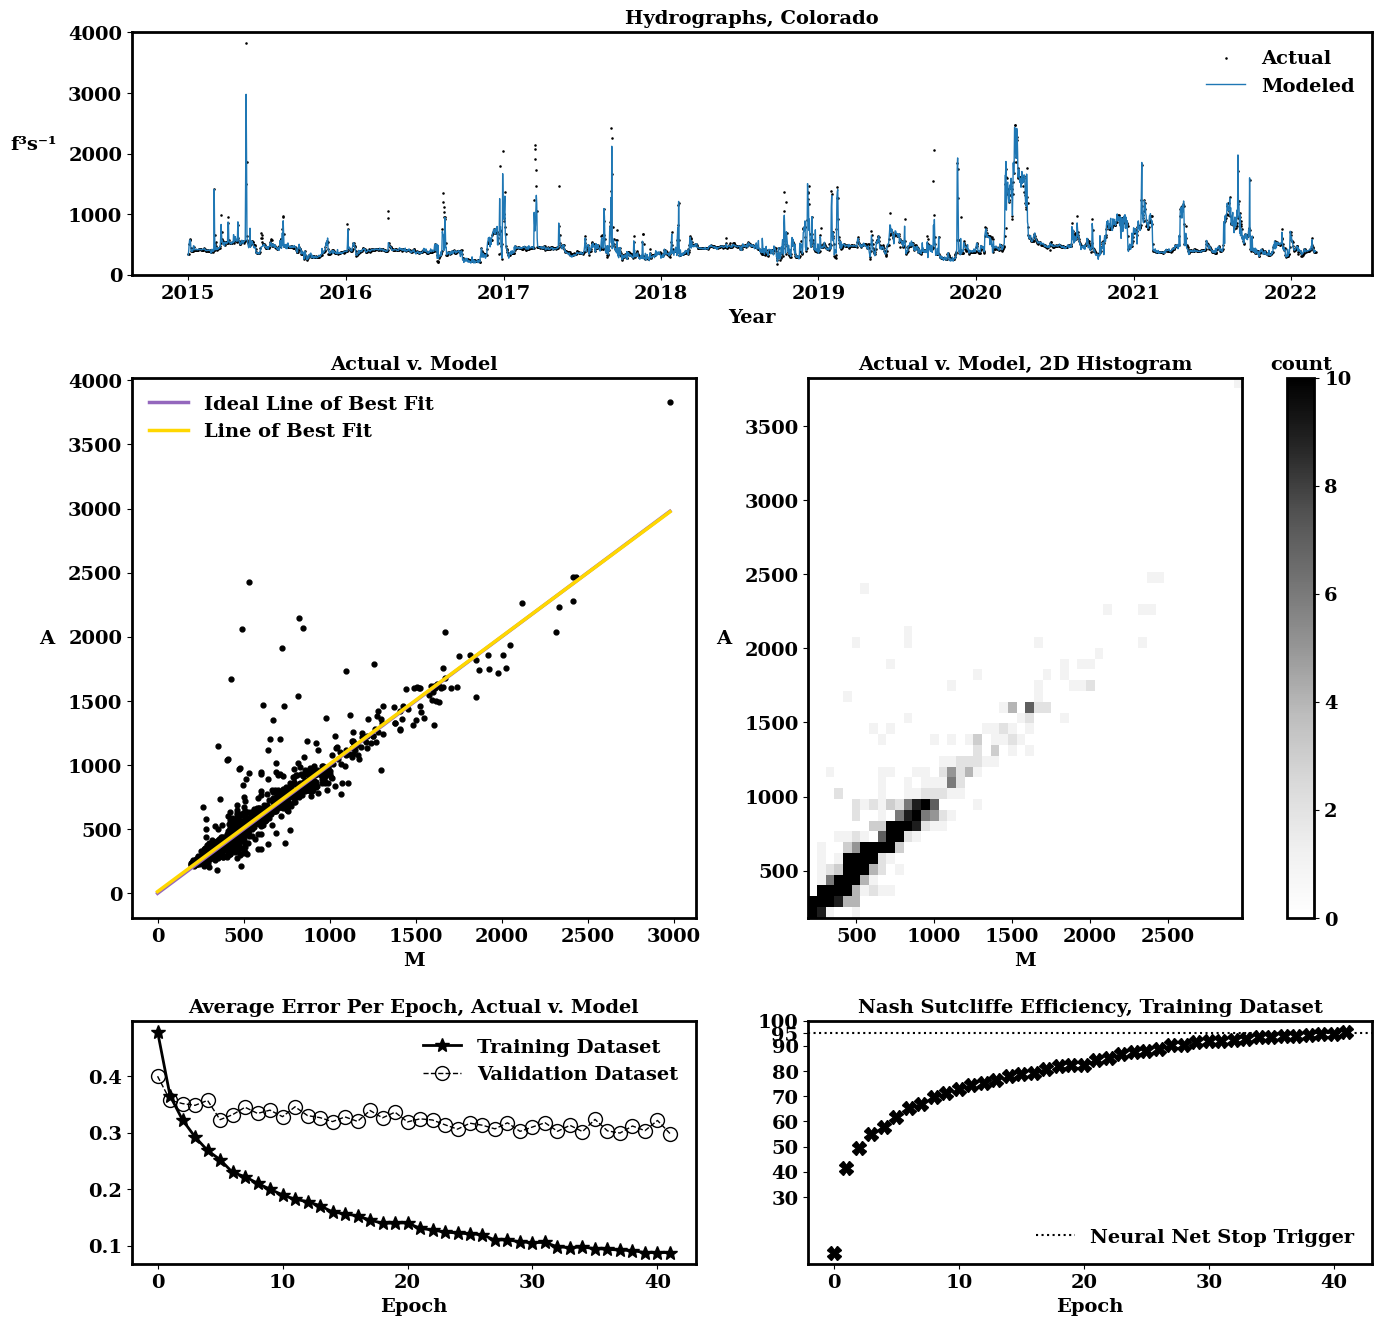 Hydrographs, Colorado
4000
3000
f³s⁻¹
2000
1000
0
Actual
Modeled
2015 2016 2017 2018 2019 2020 2021 2022
Year
Actual v. Model
4000
3500
3000
2500
A
2000
1500
1000
500
0
Ideal Line of Best Fit
Line of Best Fit
0 500 1000 1500 2000 2500 3000
M
Actual v. Model, 2D Histogram
3500
3000
2500
A
2000
1500
1000
500
500 1000 1500 2000 2500
M
count
10
8
6
4
2
0
Average Error Per Epoch, Actual v. Model
0.4
0.3
0.2
0.1
Training Dataset
Validation Dataset
0 10 20 30 40
Epoch
Nash Sutcliffe Efficiency, Training Dataset
100
95
90
80
70
60
50
40
30
Neural Net Stop Trigger
0 10 20 30 40
Epoch